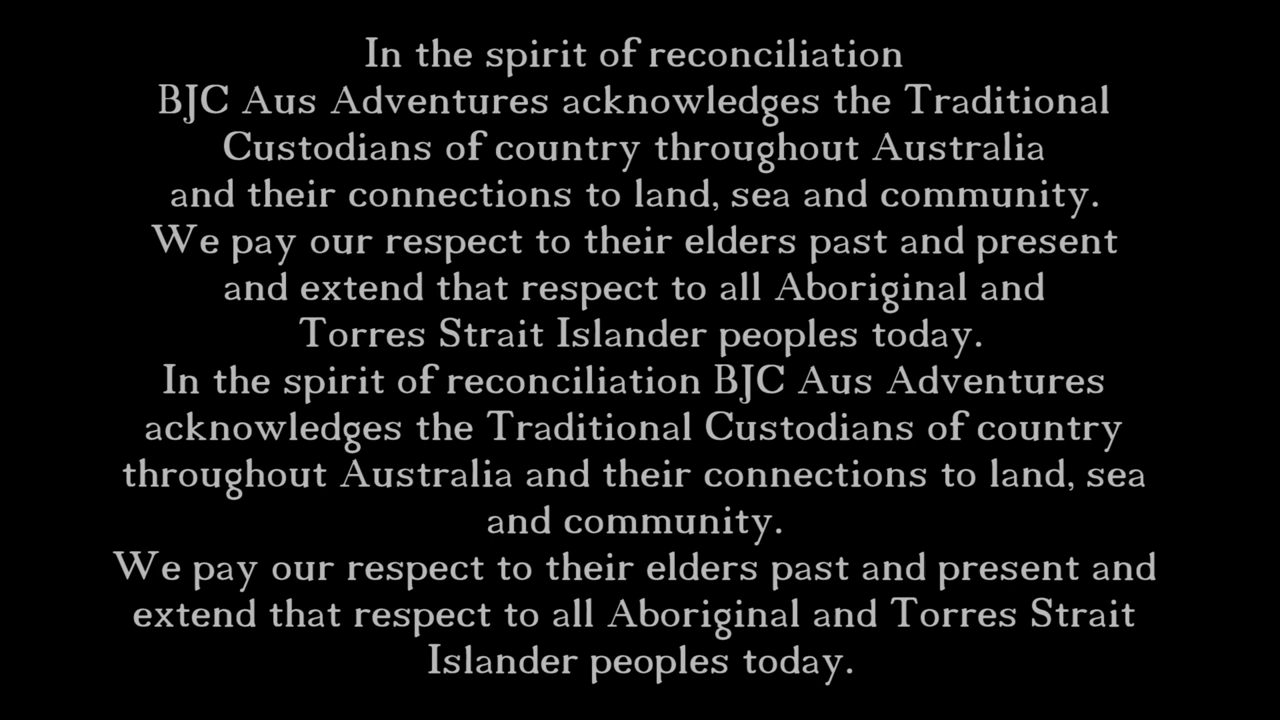 In the spirit of reconciliation
BJC Aus Adventures acknowledges the Traditional
Custodians of country throughout Australia
and their connections to land, sea and community.
We pay our respect to their elders past and present
and extend that respect to all Aboriginal and
Torres Strait Islander peoples today.
In the spirit of reconciliation BJC Aus Adventures
acknowledges the Traditional Custodians of country
throughout Australia and their connections to land, sea
and community.
We pay our respect to their elders past and present and
extend that respect to all Aboriginal and Torres Strait
Islander peoples today.